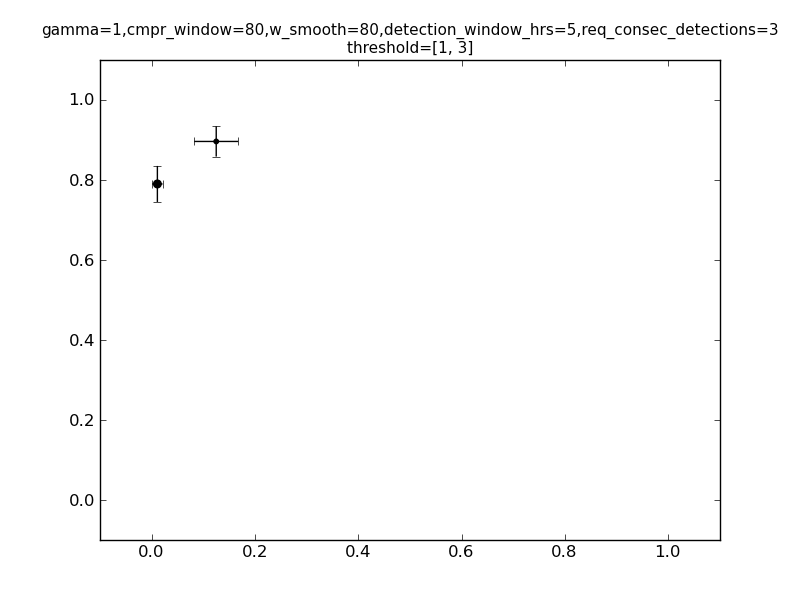 gamma=1,cmpr_window=80,w_smooth=80,detection_window_hrs=5,req_consec_detections=3
threshold=[1, 3]
1.0
0.8
0.6
0.4
0.2
0.0
0.0 0.2 0.4 0.6 0.8 1.0